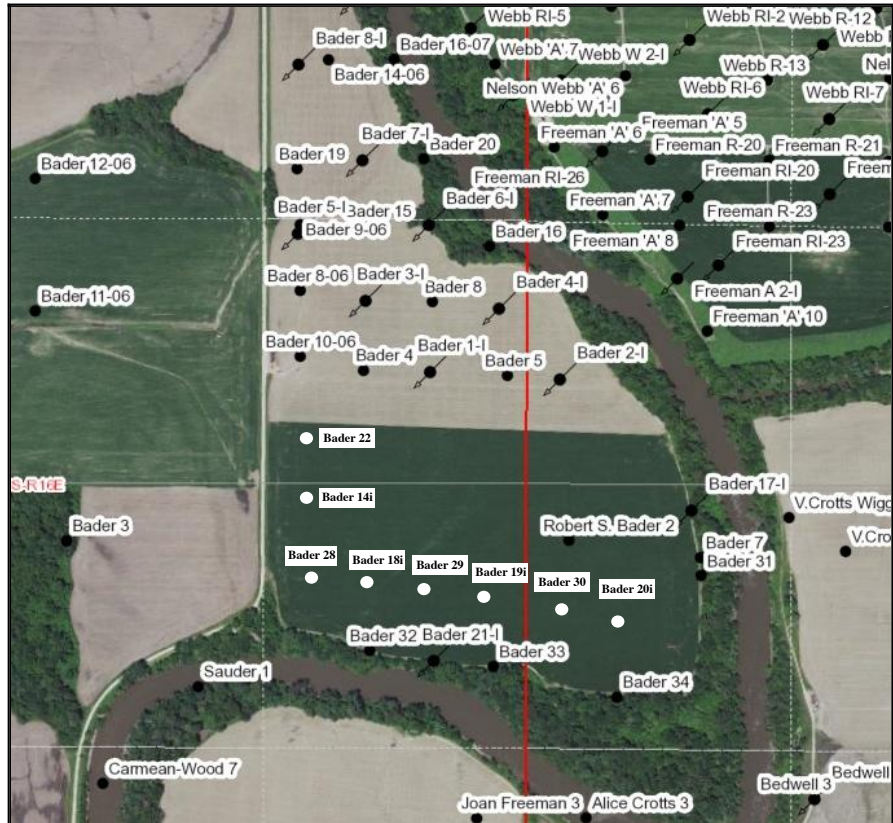 Webb RI-5
Webb RI-2
Webb R-12
Bader 8-I
Bader 16-07
Webb 'A' 7
Webb W 2-I
Bader 14-06
Webb R-13
Nelson Webb 'A' 6
Webb RI-6
Webb W 1-I
Webb RI-7
Freeman 'A' 5
Freeman 'A' 6
Bader 7-I
Bader 20
Freeman R-20
Freeman R-21
Bader 19
Bader 12-06
Freeman RI-26
Freeman RI-20
Bader 5-I
Bader 15
Bader 6-I
Freeman 'A' 7
Freeman R-23
Bader 9-06
Bader 16
Freeman 'A' 8
Freeman RI-23
Bader 8-06
Bader 3-I
Bader 8
Bader 4-I
Freeman A 2-I
Bader 11-06
Freeman 'A' 10
Bader 10-06
Bader 4
Bader 1-I
Bader 5
Bader 2-I
Bader 22
S-R16E
Bader 14i
Bader 17-I
V.Crotts Wigg
Bader 3
Robert S. Bader 2
Bader 7
V.Cro
Bader 31
Bader 28
Bader 18i
Bader 29
Bader 19i
Bader 30
Bader 20i
Bader 32
Bader 21-I
Bader 33
Sauder 1
Bader 34
Carmean-Wood 7
Bedwell 3
Bedwell
Joan Freeman 3
Alice Crotts 3